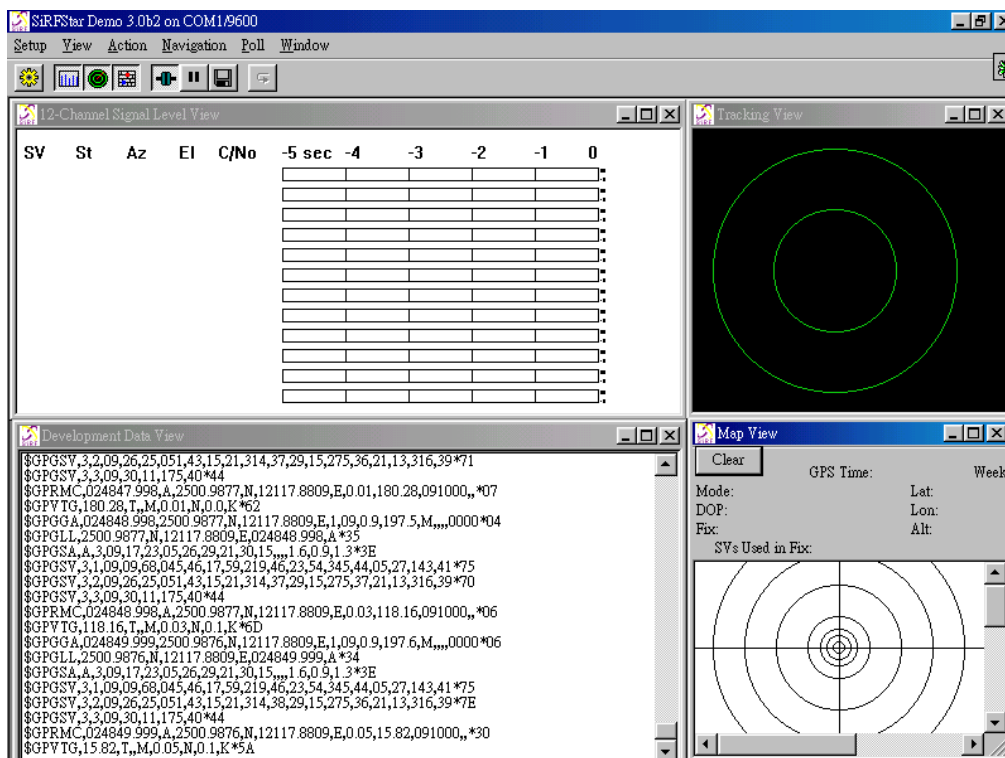 SiRFStar Demo 3.0b2 on COM1/9600
Setup View Action Navigation Poll Window
12-Channel Signal Level View
SV St Az El C/No -5 sec -4 -3 -2 -1 0
Tracking View
Development Data View
$GPGSV,3,2,09,26,25,051,43,15,21,314,37,29,15,275,36,21,13,316,39*71
$GPGSV,3,3,09,30,11,175,40*44
$GPRMC,024847.998,A,2500.9877,N,12117.8809,E,0.01,180.28,091000,,*07
$GPVTG,180.28,T,,M,0.01,N,0.0,K*62
$GPGGA,024848.998,2500.9877,N,12117.8809,E,1,09,0.9,197.5,M,,,,0000*04
$GPGLL,2500.9877,N,12117.8809,E,024848.998,A*35
$GPGSA,A,3,09,17,23,05,26,29,21,30,15,,,,1.6,0.9,1.3*3E
$GPGSV,3,1,09,09,68,045,46,17,59,219,46,23,54,345,44,05,27,143,41*75
$GPGSV,3,2,09,26,25,051,43,15,21,314,37,29,15,275,37,21,13,316,39*70
$GPGSV,3,3,09,30,11,175,40*44
$GPRMC,024848.998,A,2500.9877,N,12117.8809,E,0.03,118.16,091000,,*06
$GPVTG,118.16,T,,M,0.03,N,0.1,K*6D
$GPGGA,024849.999,2500.9876,N,12117.8809,E,1,09,0.9,197.6,M,,,,0000*06
$GPGLL,2500.9876,N,12117.8809,E,024849.999,A*34
$GPGSA,A,3,09,17,23,05,26,29,21,30,15,,,,1.6,0.9,1.3*3E
$GPGSV,3,1,09,09,68,045,46,17,59,219,46,23,54,345,44,05,27,143,41*75
$GPGSV,3,2,09,26,25,051,43,15,21,314,38,29,15,275,36,21,13,316,39*7E
$GPGSV,3,3,09,30,11,175,40*44
$GPRMC,024849.999,A,2500.9876,N,12117.8809,E,0.05,15.82,091000,,*30
$GPVTG,15.82,T,,M,0.05,N,0.1,K*5A
Map View
Clear
GPS Time: Week
Mode: Lat:
DOP: Lon:
Fix: Alt:
SVs Used in Fix: